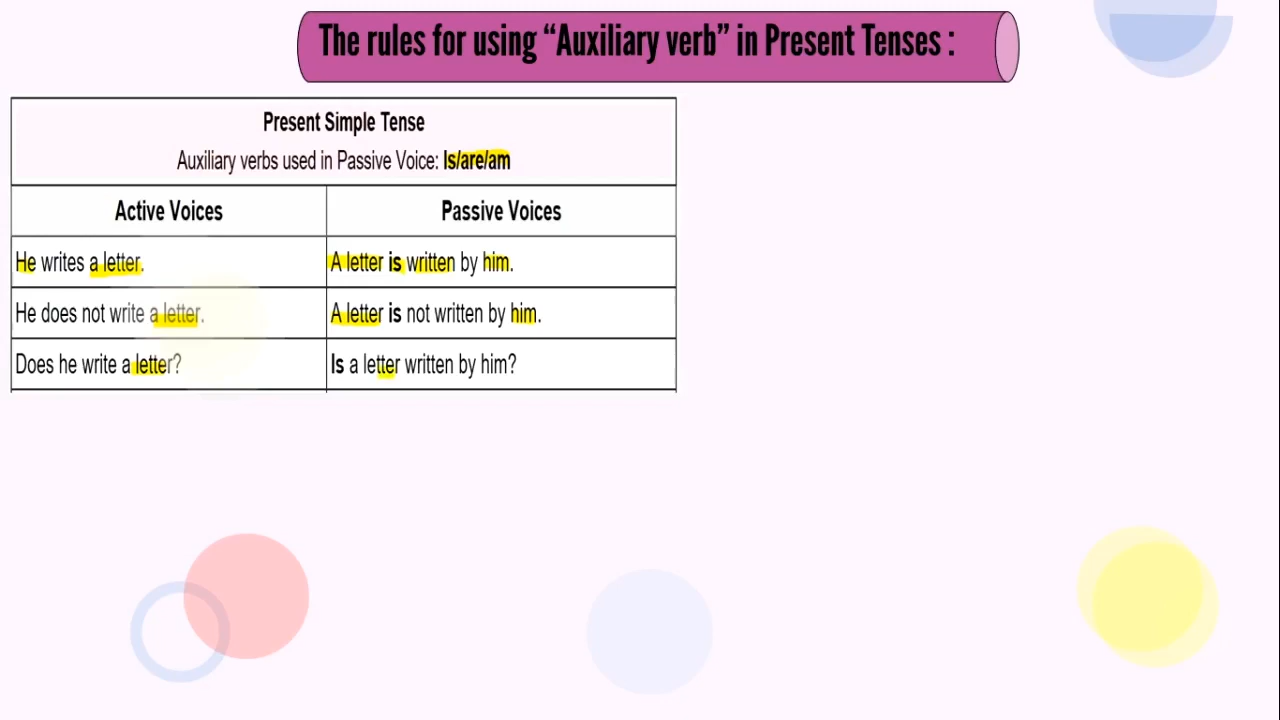 The rules for using “Auxiliary verb” in Present Tenses :
Present Simple Tense
Auxiliary verbs used in Passive Voice: Is/are/am
Active Voices
Passive Voices
He writes a letter.
A letter is written by him.
He does not write a letter.
A letter is not written by him.
Does he write a letter?
Is a letter written by him?